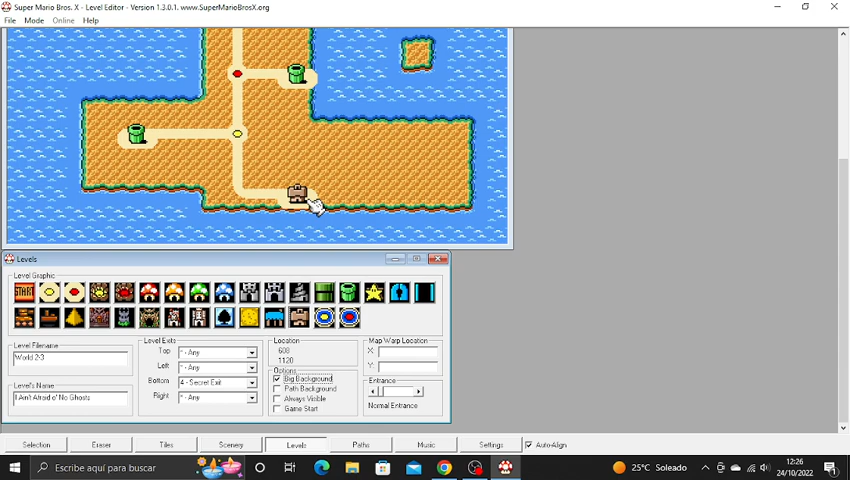 Super Mario Bros. X - Level Editor - Version 1.3.0.1. www.SuperMarioBrosX.org
File Mode Online Help
Levels
Level Graphic
START
Level Filename
World 2-3
Level's Name
I Ain't Afraid o' No Ghosts
Level Exits
Top * - Any
Left * - Any
Bottom 4 - Secret Exit
Right * - Any
Location
608
1120
Options
Big Background
Path Background
Always Visible
Game Start
Map Warp Location
X:
Y:
Entrance
Normal Entrance
Selection Eraser Tiles Scenery Levels Paths Music Settings Auto-Align
Escribe aquí para buscar
25°C Soleado
12:26
24/10/2022